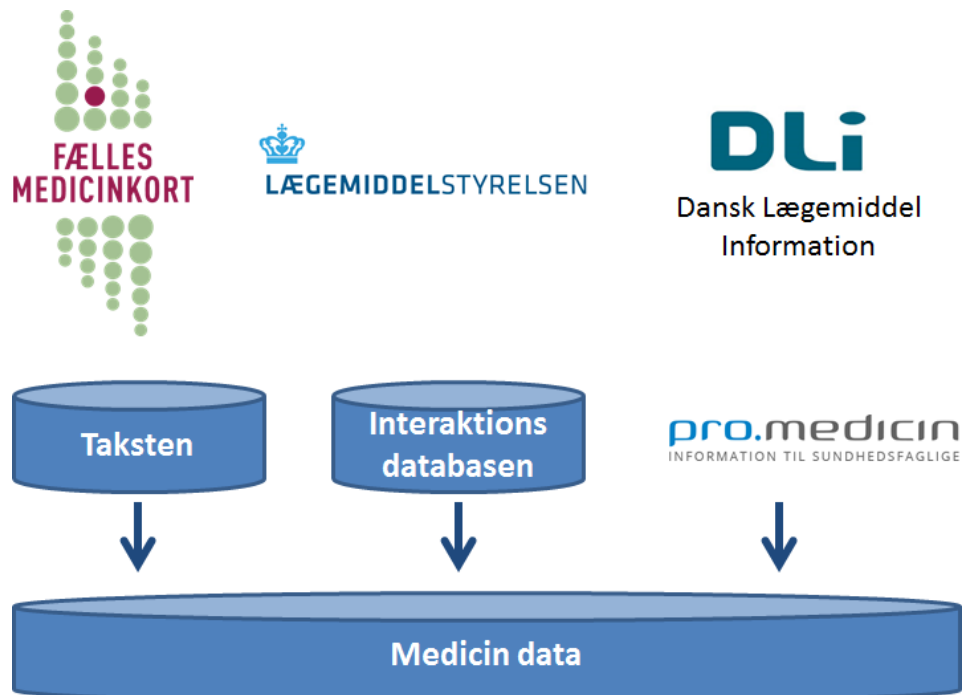 FÆLLES
MEDICINKORT
LÆGEMIDDELSTYRELSEN
DLi
Dansk Lægemiddel
Information
Taksten
Interaktions
databasen
pro.medicin
INFORMATION TIL SUNDHEDSFAGLIGE
Medicin data